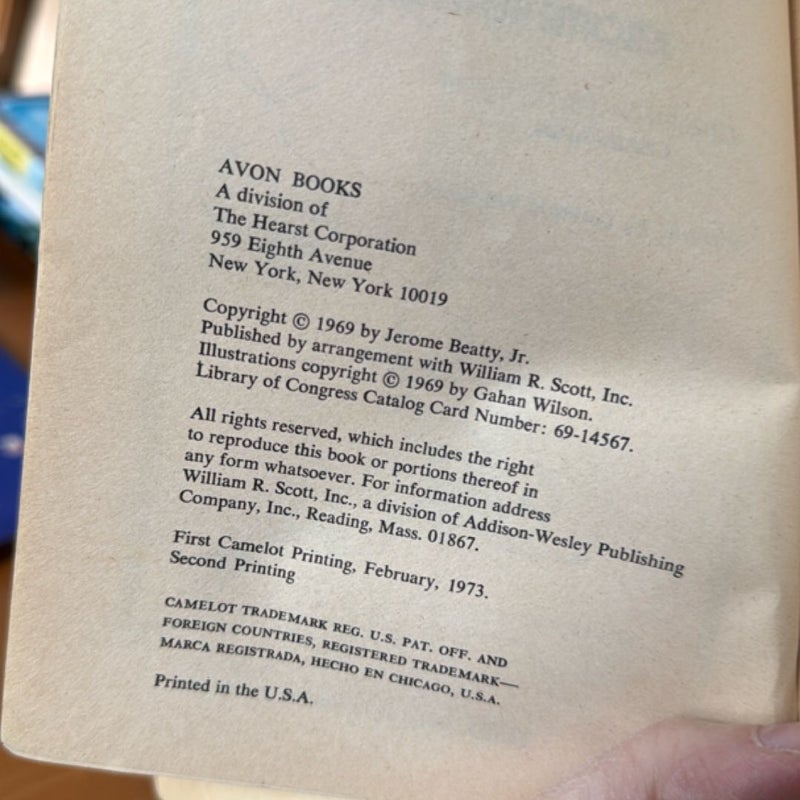 AVON BOOKS
A division of
The Hearst Corporation
959 Eighth Avenue
New York, New York 10019
Copyright © 1969 by Jerome Beatty, Jr.
Published by arrangement with William R. Scott, Inc.
Illustrations copyright © 1969 by Gahan Wilson.
Library of Congress Catalog Card Number: 69-14567.
All rights reserved, which includes the right
to reproduce this book or portions thereof in
any form whatsoever. For information address
William R. Scott, Inc., a division of Addison-Wesley Publishing
Company, Inc., Reading, Mass. 01867.
First Camelot Printing, February, 1973.
Second Printing
CAMELOT TRADEMARK REG. U.S. PAT. OFF. AND
FOREIGN COUNTRIES, REGISTERED TRADEMARK—
MARCA REGISTRADA, HECHO EN CHICAGO, U.S.A.
Printed in the U.S.A.